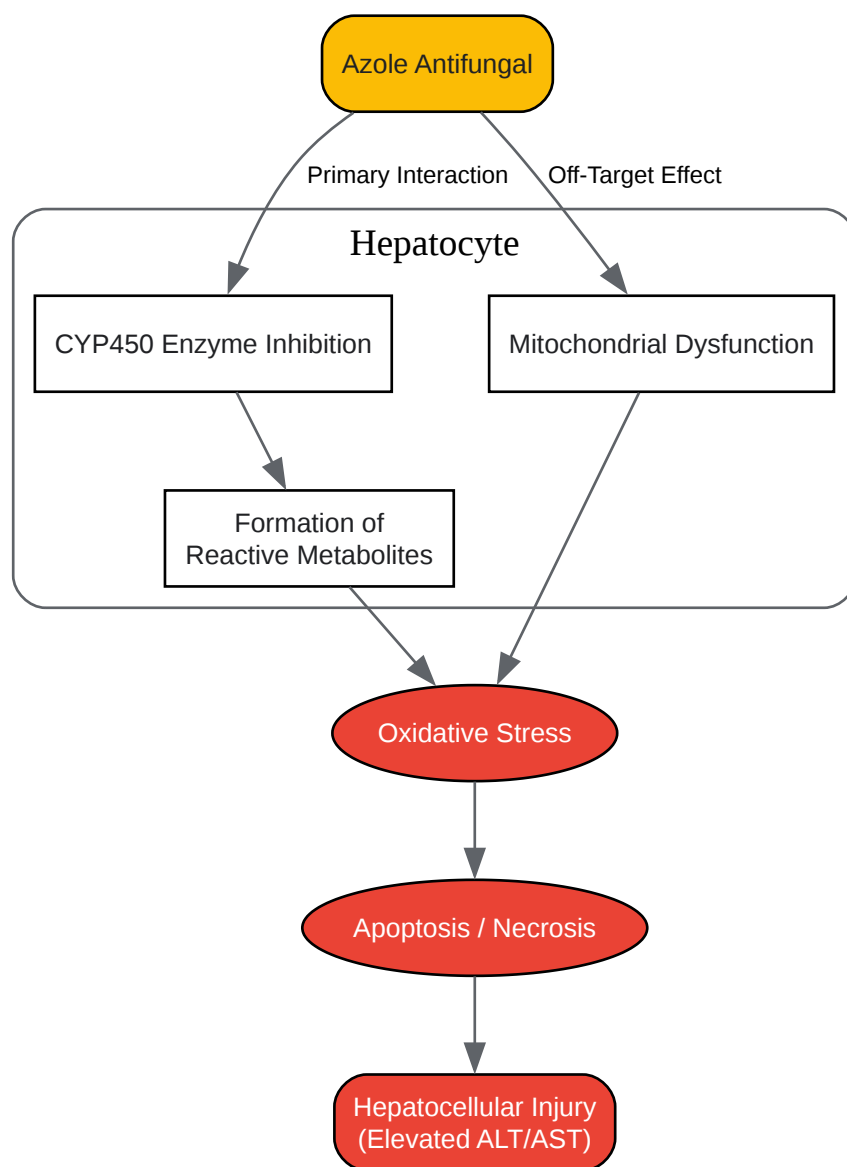 Azole Antifungal
Primary Interaction
Off-Target Effect
Hepatocyte
CYP450 Enzyme Inhibition
Mitochondrial Dysfunction
Formation of
Reactive Metabolites
Oxidative Stress
Apoptosis / Necrosis
Hepatocellular Injury
(Elevated ALT/AST)